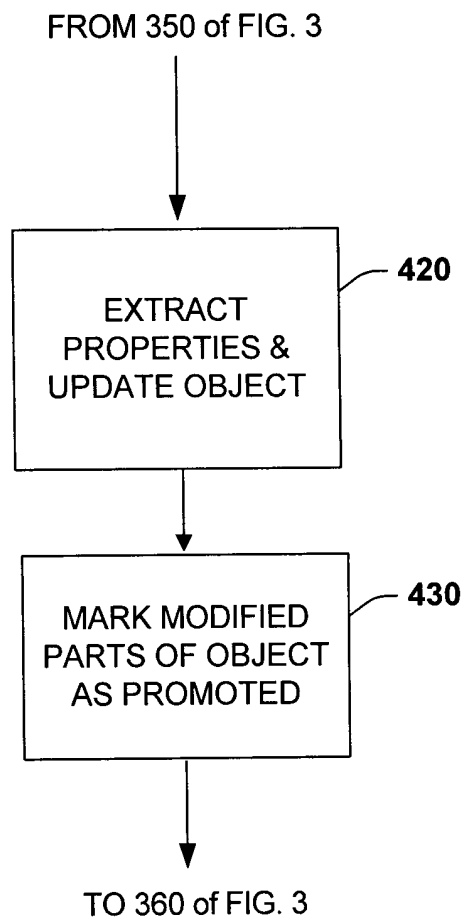 FROM 350 of FIG. 3
420
EXTRACT
PROPERTIES &
UPDATE OBJECT
430
MARK MODIFIED
PARTS OF OBJECT
AS PROMOTED
TO 360 of FIG. 3